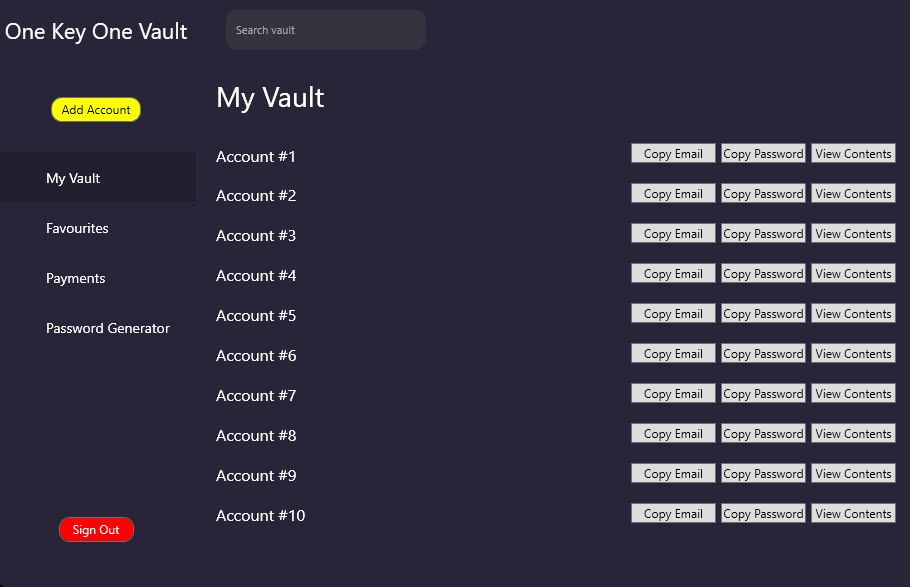 One Key One Vault
Search vault
Add Account
My Vault
Favourites
Payments
Password Generator
Sign Out
My Vault
Account #1 Copy Email Copy Password View Contents
Account #2 Copy Email Copy Password View Contents
Account #3 Copy Email Copy Password View Contents
Account #4 Copy Email Copy Password View Contents
Account #5 Copy Email Copy Password View Contents
Account #6 Copy Email Copy Password View Contents
Account #7 Copy Email Copy Password View Contents
Account #8 Copy Email Copy Password View Contents
Account #9 Copy Email Copy Password View Contents
Account #10 Copy Email Copy Password View Contents